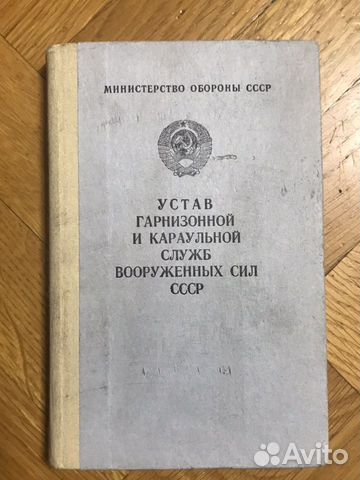 МИНИСТЕРСТВО ОБОРОНЫ СССР
УСТАВ
ГАРНИЗОННОЙ
И КАРАУЛЬНОЙ
СЛУЖБ
ВООРУЖЕННЫХ СИЛ
СССР
Avito